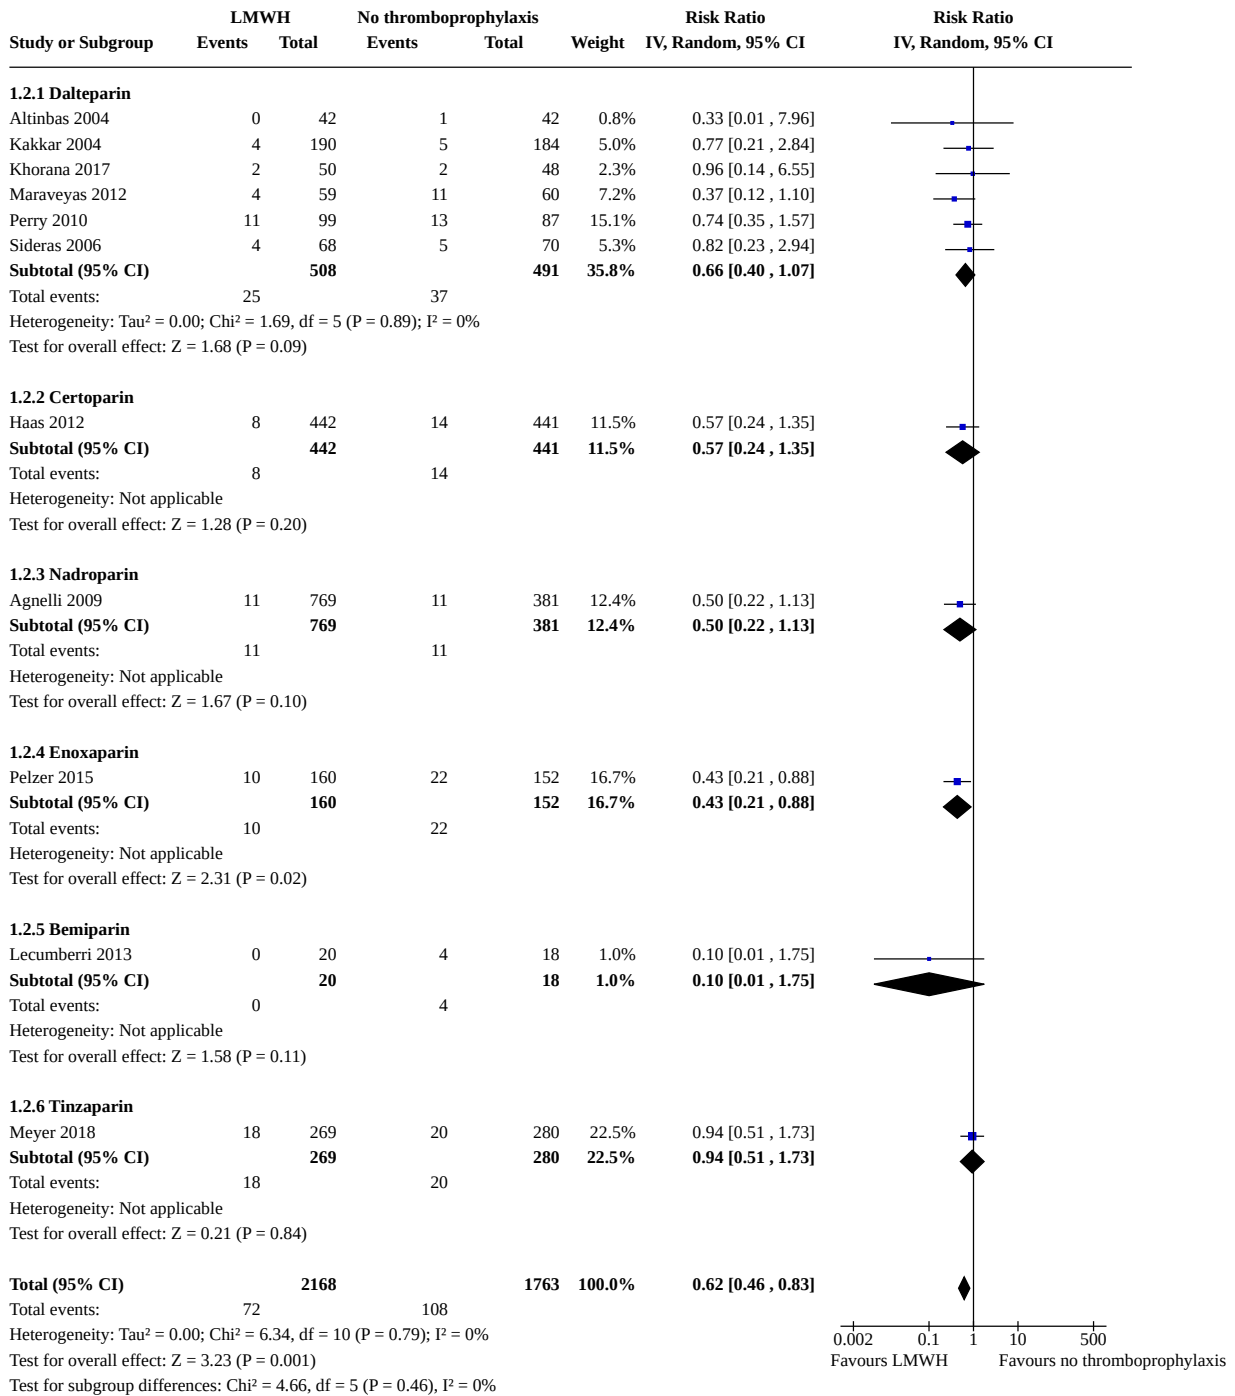 LMWH No thromboprophylaxis Risk Ratio Risk Ratio
Study or Subgroup Events Total Events Total Weight IV, Random, 95% CI IV, Random, 95% CI
1.2.1 Dalteparin
Altinbas 2004 0 42 1 42 0.8% 0.33 [0.01 , 7.96]
Kakkar 2004 4 190 5 184 5.0% 0.77 [0.21 , 2.84]
Khorana 2017 2 50 2 48 2.3% 0.96 [0.14 , 6.55]
Maraveyas 2012 4 59 11 60 7.2% 0.37 [0.12 , 1.10]
Perry 2010 11 99 13 87 15.1% 0.74 [0.35 , 1.57]
Sideras 2006 4 68 5 70 5.3% 0.82 [0.23 , 2.94]
Subtotal (95% CI) 508 491 35.8% 0.66 [0.40 , 1.07]
Total events: 25 37
Heterogeneity: Tau² = 0.00; Chi² = 1.69, df = 5 (P = 0.89); I² = 0%
Test for overall effect: Z = 1.68 (P = 0.09)
1.2.2 Certoparin
Haas 2012 8 442 14 441 11.5% 0.57 [0.24 , 1.35]
Subtotal (95% CI) 442 441 11.5% 0.57 [0.24 , 1.35]
Total events: 8 14
Heterogeneity: Not applicable
Test for overall effect: Z = 1.28 (P = 0.20)
1.2.3 Nadroparin
Agnelli 2009 11 769 11 381 12.4% 0.50 [0.22 , 1.13]
Subtotal (95% CI) 769 381 12.4% 0.50 [0.22 , 1.13]
Total events: 11 11
Heterogeneity: Not applicable
Test for overall effect: Z = 1.67 (P = 0.10)
1.2.4 Enoxaparin
Pelzer 2015 10 160 22 152 16.7% 0.43 [0.21 , 0.88]
Subtotal (95% CI) 160 152 16.7% 0.43 [0.21 , 0.88]
Total events: 10 22
Heterogeneity: Not applicable
Test for overall effect: Z = 2.31 (P = 0.02)
1.2.5 Bemiparin
Lecumberri 2013 0 20 4 18 1.0% 0.10 [0.01 , 1.75]
Subtotal (95% CI) 20 18 1.0% 0.10 [0.01 , 1.75]
Total events: 0 4
Heterogeneity: Not applicable
Test for overall effect: Z = 1.58 (P = 0.11)
1.2.6 Tinzaparin
Meyer 2018 18 269 20 280 22.5% 0.94 [0.51 , 1.73]
Subtotal (95% CI) 269 280 22.5% 0.94 [0.51 , 1.73]
Total events: 18 20
Heterogeneity: Not applicable
Test for overall effect: Z = 0.21 (P = 0.84)
Total (95% CI) 2168 1763 100.0% 0.62 [0.46 , 0.83]
Total events: 72 108
Heterogeneity: Tau² = 0.00; Chi² = 6.34, df = 10 (P = 0.79); I² = 0%
0.002 0.1 1 10 500
Test for overall effect: Z = 3.23 (P = 0.001)
Favours LMWH Favours no thromboprophylaxis
Test for subgroup differences: Chi² = 4.66, df = 5 (P = 0.46), I² = 0%